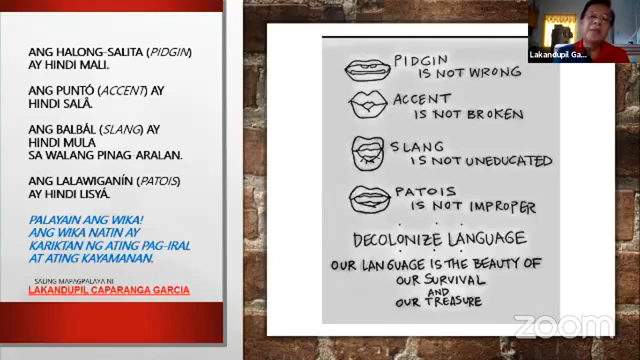 ANG HALONG-SALITA (PIDGIN)
AY HINDI MALI.
ANG PUNTÓ (ACCENT) AY
HINDI SALÂ.
ANG BALBÁL (SLANG) AY
HINDI MULA
SA WALANG PINAG-ARALAN.
ANG LALAWIGANÍN (PATOIS)
AY HINDI LISYÁ.
PALAYAIN ANG WIKA!
ANG WIKA NATIN AY
KARIKTAN NG ATING PAG-IRAL
AT ATING KAYAMANAN.
SALING MAPAGPALAYA NI
LAKANDUPIL CAPARANGA GARCIA
PIDGIN
IS NOT WRONG
ACCENT
IS NOT BROKEN
SLANG
IS NOT UNEDUCATED
PATOIS
IS NOT IMPROPER
DECOLONIZE LANGUAGE
OUR LANGUAGE IS THE BEAUTY OF
OUR SURVIVAL
AND
OUR TREASURE
Lakandupil Ga...
zoom